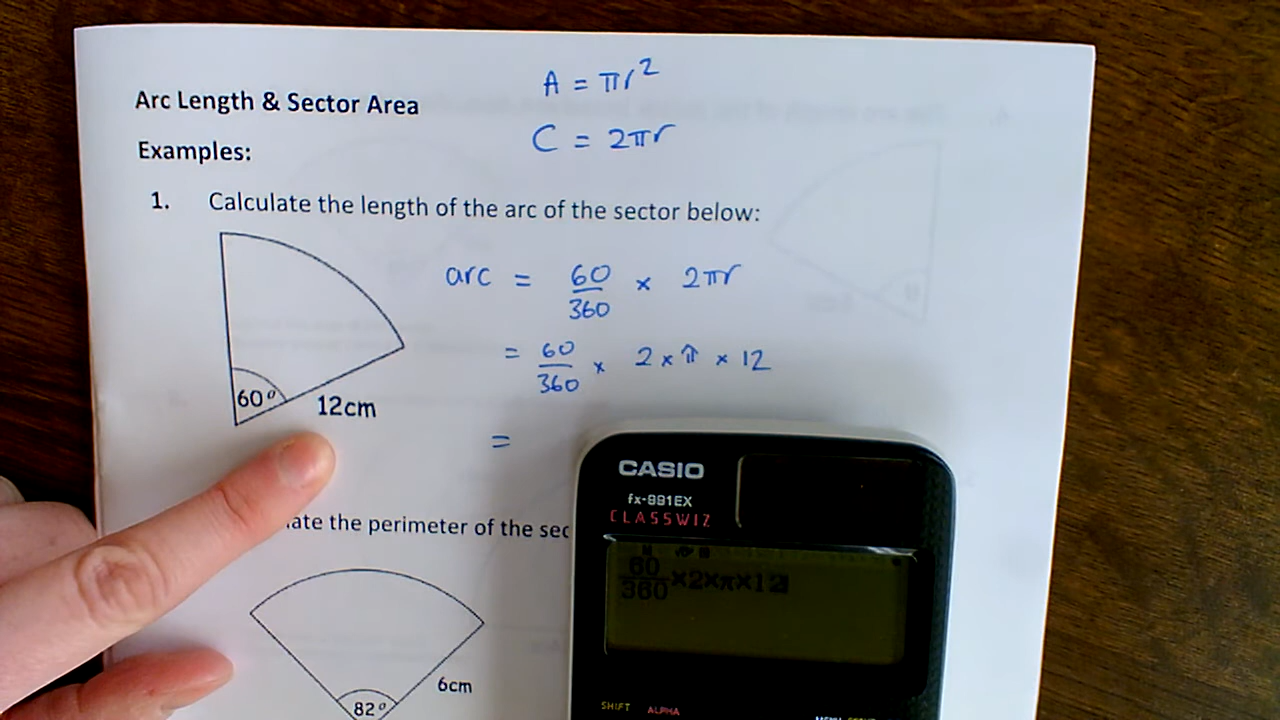 A = πr²
Arc Length & Sector Area
C = 2πr
Examples:
1. Calculate the length of the arc of the sector below:
arc = 60/360 × 2πr
= 60/360 × 2 × π × 12
60°
12cm
=
CASIO
fx-991EX
CLASSWIZ
the perimeter of the
60/360×2×π×12
6cm
82°
SHIFT ALPHA